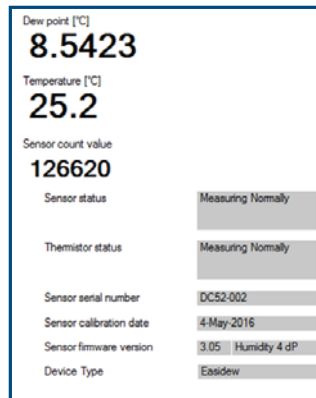 Dew point [°C]
8.5423
Temperature [°C]
25.2
Sensor count value
126620
Sensor status Measuring Normally
Thermistor status Measuring Normally
Sensor serial number DC52-002
Sensor calibration date 4-May-2016
Sensor firmware version 3.05 Humidity 4 dP
Device Type Easidew